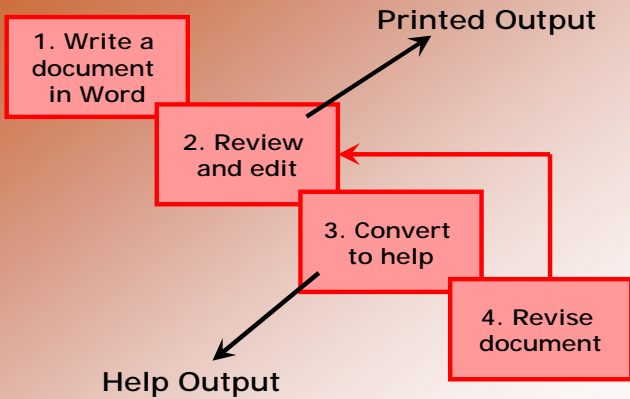 Printed Output
1. Write a
document
in Word
2. Review
and edit
3. Convert
to help
4. Revise
document
Help Output